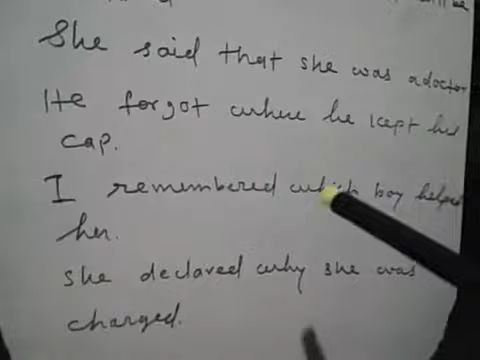 She said that she was a doctor
He forgot where he kept his
cap.
I remembered which boy helped
her.
she declared why she was
charged.